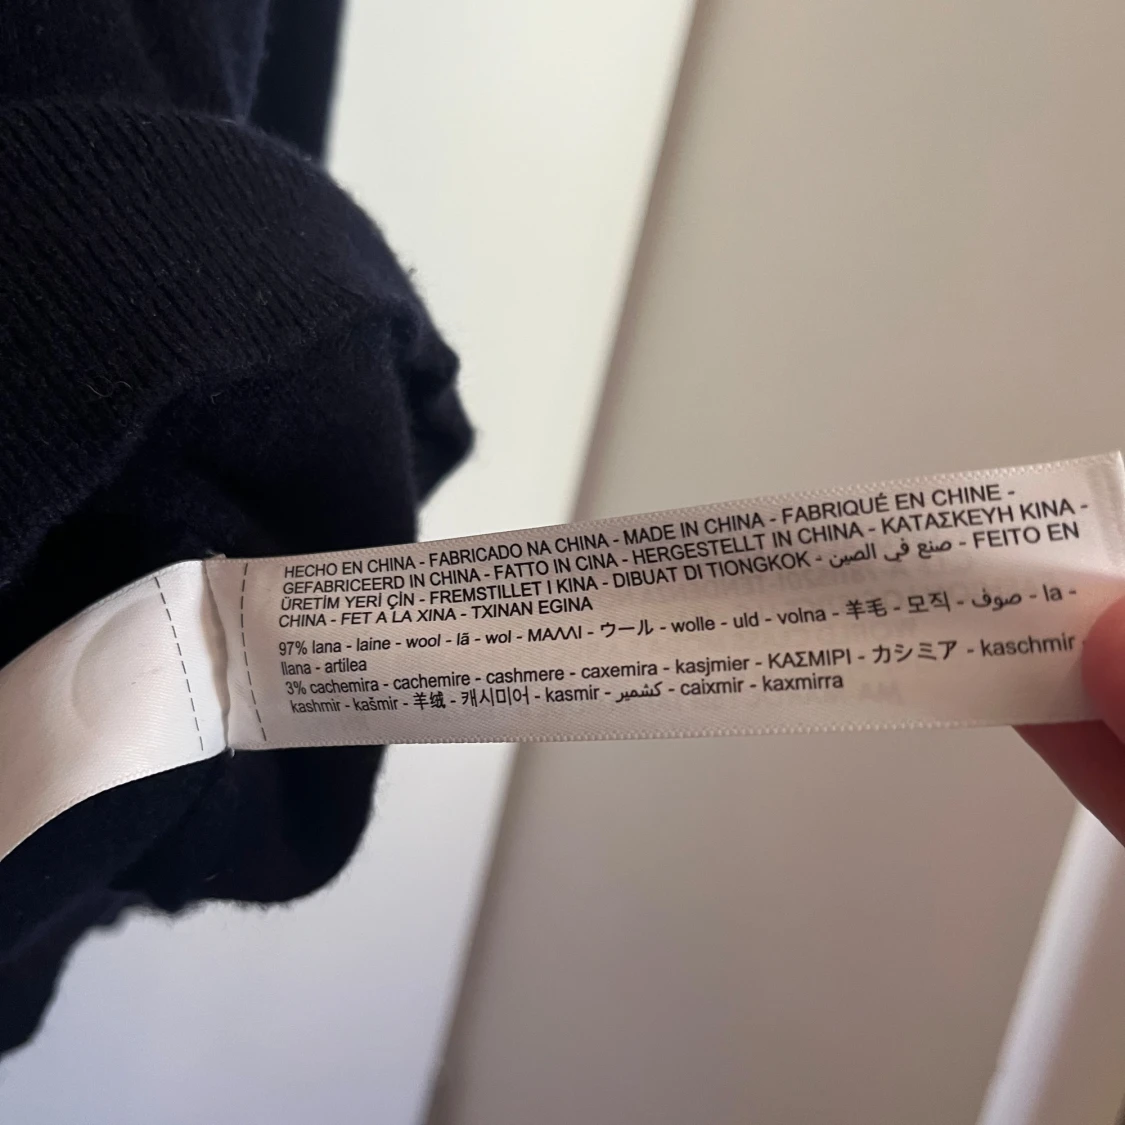 HECHO EN CHINA - FABRICADO NA CHINA - MADE IN CHINA - FABRIQUÉ EN CHINE -
GEFABRICEERD IN CHINA - FATTO IN CINA - HERGESTELLT IN CHINA - ΚΑΤΑΣΚΕΥΗ ΚΙΝΑ -
ÜRETİM YERİ ÇİN - FREMSTILLET I KINA - DIBUAT DI TIONGKOK - صنع في الصين - FEITO EN
CHINA - FET A LA XINA - TXINAN EGINA
97% lana - laine - wool - lã - wol - ΜΑΛΛΙ - ウール - wolle - uld - volna - 羊毛 - 모직 - صوف - la -
llana - artilea
3% cachemira - cachemire - cashmere - caxemira - kasjmier - ΚΑΣΜΙΡΙ - カシミア - kaschmir
kashmir - kašmir - 羊绒 - 캐시미어 - kasmir - كشمير - caixmir - kaxmirra